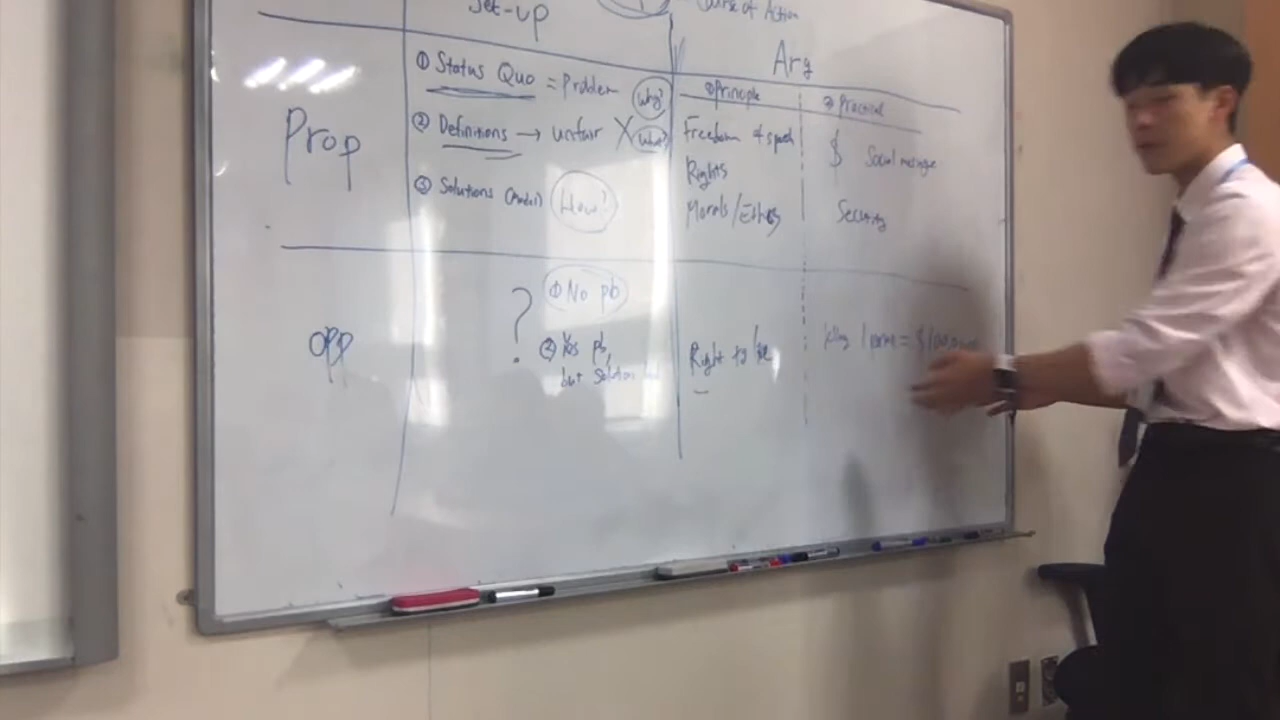 Set-up
Course of Action
Arg
Prop
① Status Quo = Problem
Why?
② Definitions → unfair X
What?
③ Solutions (Model) How?
① Principle
② Practical
Freedom of speech
Rights
Morals/Ethics
$ Social message
Security
opp
?
① No pb
② Yes pb,
but solution
Right to life